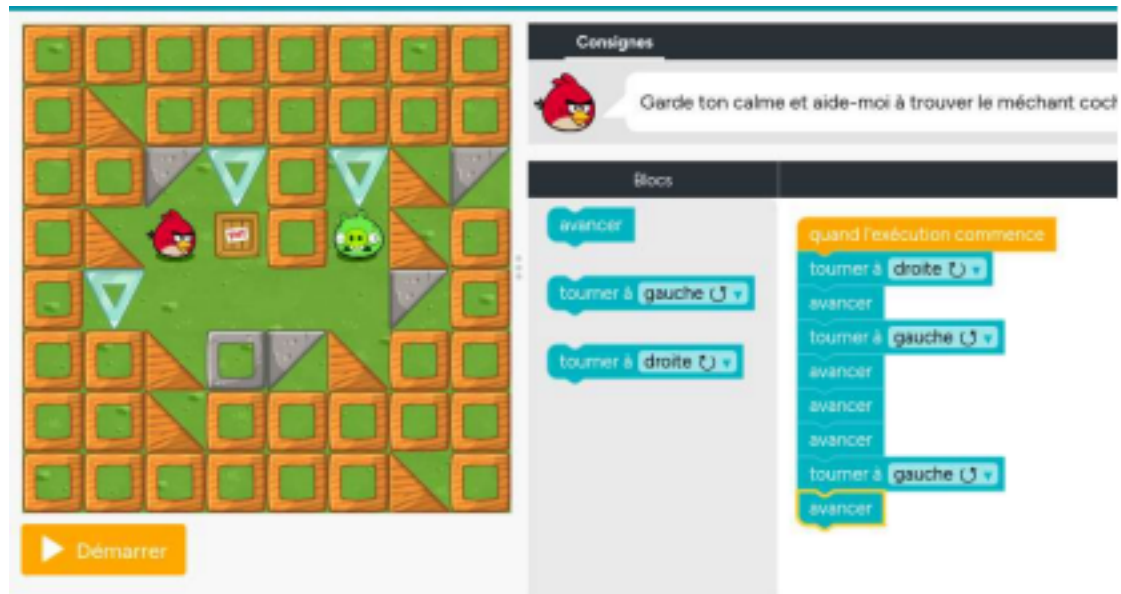 Consignes
Garde ton calme et aide-moi à trouver le méchant coch
Blocs
avancer
tourner à gauche
tourner à droite
quand l'exécution commence
tourner à droite
avancer
tourner à gauche
avancer
avancer
avancer
tourner à gauche
avancer
TNT
Démarrer